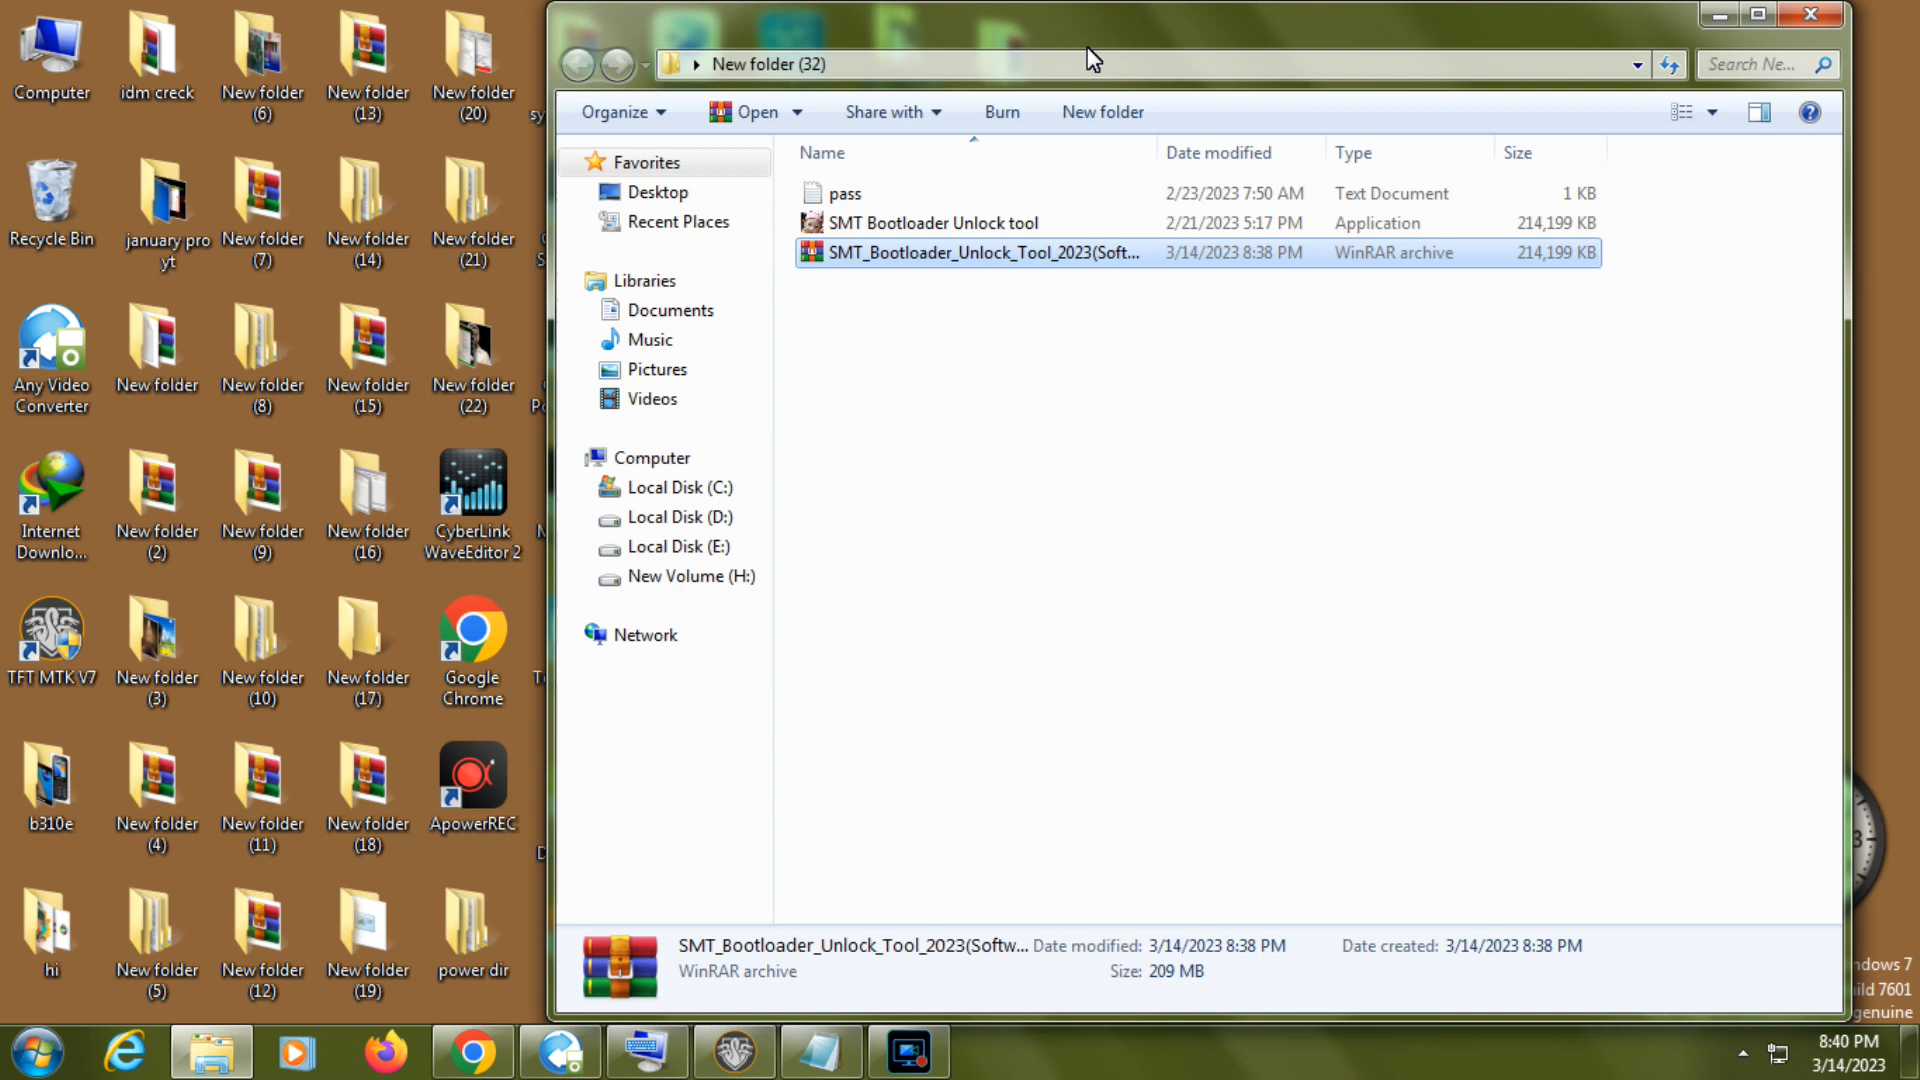 Computer
idm creck
New folder
(6)
New folder
(13)
New folder
(20)
Recycle Bin
january pro
yt
New folder
(7)
New folder
(14)
New folder
(21)
Any Video
Converter
New folder
New folder
(8)
New folder
(15)
New folder
(22)
Internet
Downlo...
New folder
(2)
New folder
(9)
New folder
(16)
CyberLink
WaveEditor 2
TFT MTK V7
New folder
(3)
New folder
(10)
New folder
(17)
Google
Chrome
b310e
New folder
(4)
New folder
(11)
New folder
(18)
ApowerREC
hi
New folder
(5)
New folder
(12)
New folder
(19)
power dir
New folder (32)
Search Ne...
Organize
Open
Share with
Burn
New folder
Favorites
Desktop
Recent Places
Libraries
Documents
Music
Pictures
Videos
Computer
Local Disk (C:)
Local Disk (D:)
Local Disk (E:)
New Volume (H:)
Network
Name Date modified Type Size
pass 2/23/2023 7:50 AM Text Document 1 KB
SMT Bootloader Unlock tool 2/21/2023 5:17 PM Application 214,199 KB
SMT_Bootloader_Unlock_Tool_2023(Soft... 3/14/2023 8:38 PM WinRAR archive 214,199 KB
SMT_Bootloader_Unlock_Tool_2023(Softw... Date modified: 3/14/2023 8:38 PM Date created: 3/14/2023 8:38 PM
WinRAR archive Size: 209 MB
ndows 7
ild 7601
genuine
8:40 PM
3/14/2023